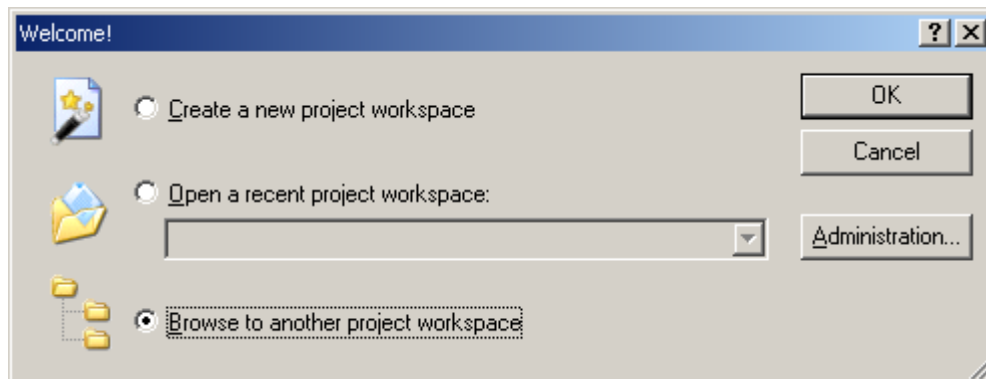 Welcome!
Create a new project workspace
OK
Cancel
Open a recent project workspace:
Administration...
Browse to another project workspace